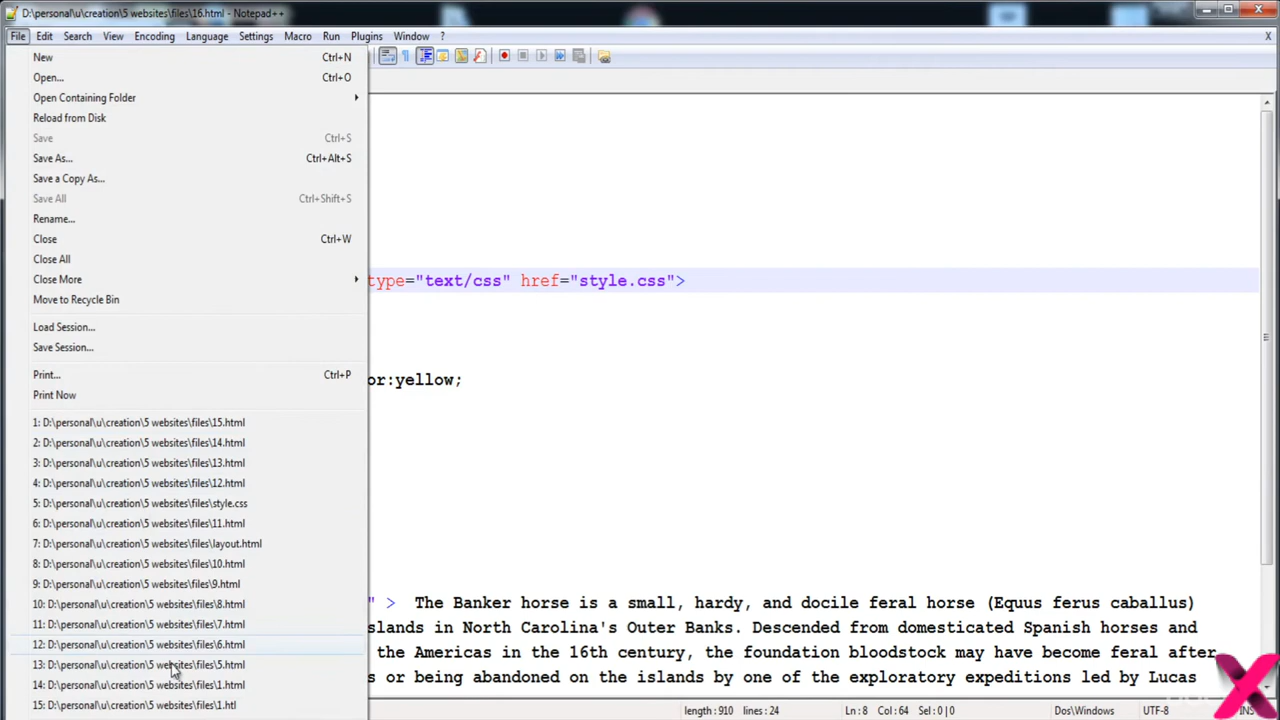 D:\personal\u\creation\5 websites\files\16.html - Notepad++
File Edit Search View Encoding Language Settings Macro Run Plugins Window ? X
New Ctrl+N
Open... Ctrl+O
Open Containing Folder
Reload from Disk
Save Ctrl+S
Save As... Ctrl+Alt+S
Save a Copy As...
Save All Ctrl+Shift+S
Rename...
Close Ctrl+W
Close All
type="text/css" href="style.css">
Close More
Move to Recycle Bin
Load Session...
Save Session...
Print... Ctrl+P
or:yellow;
Print Now
1: D:\personal\u\creation\5 websites\files\15.html
2: D:\personal\u\creation\5 websites\files\14.html
3: D:\personal\u\creation\5 websites\files\13.html
4: D:\personal\u\creation\5 websites\files\12.html
5: D:\personal\u\creation\5 websites\files\style.css
6: D:\personal\u\creation\5 websites\files\11.html
7: D:\personal\u\creation\5 websites\files\layout.html
8: D:\personal\u\creation\5 websites\files\10.html
9: D:\personal\u\creation\5 websites\files\9.html
10: D:\personal\u\creation\5 websites\files\8.html
" > The Banker horse is a small, hardy, and docile feral horse (Equus ferus caballus)
11: D:\personal\u\creation\5 websites\files\7.html
slands in North Carolina's Outer Banks. Descended from domesticated Spanish horses and
12: D:\personal\u\creation\5 websites\files\6.html
the Americas in the 16th century, the foundation bloodstock may have become feral after
13: D:\personal\u\creation\5 websites\files\5.html
s or being abandoned on the islands by one of the exploratory expeditions led by Lucas
14: D:\personal\u\creation\5 websites\files\1.html
15: D:\personal\u\creation\5 websites\files\1.htl
length:910 lines:24 Ln:8 Col:64 Sel:0|0 Dos\Windows UTF-8 INS